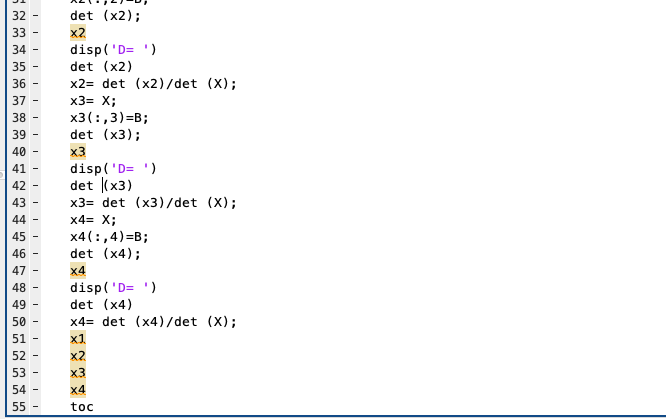 31 - x2(:,2)=B;
32 - det (x2);
33 - x2
34 - disp('D= ')
35 - det (x2)
36 - x2= det (x2)/det (X);
37 - x3= X;
38 - x3(:,3)=B;
39 - det (x3);
40 - x3
41 - disp('D= ')
42 - det (x3)
43 - x3= det (x3)/det (X);
44 - x4= X;
45 - x4(:,4)=B;
46 - det (x4);
47 - x4
48 - disp('D= ')
49 - det (x4)
50 - x4= det (x4)/det (X);
51 - x1
52 - x2
53 - x3
54 - x4
55 - toc